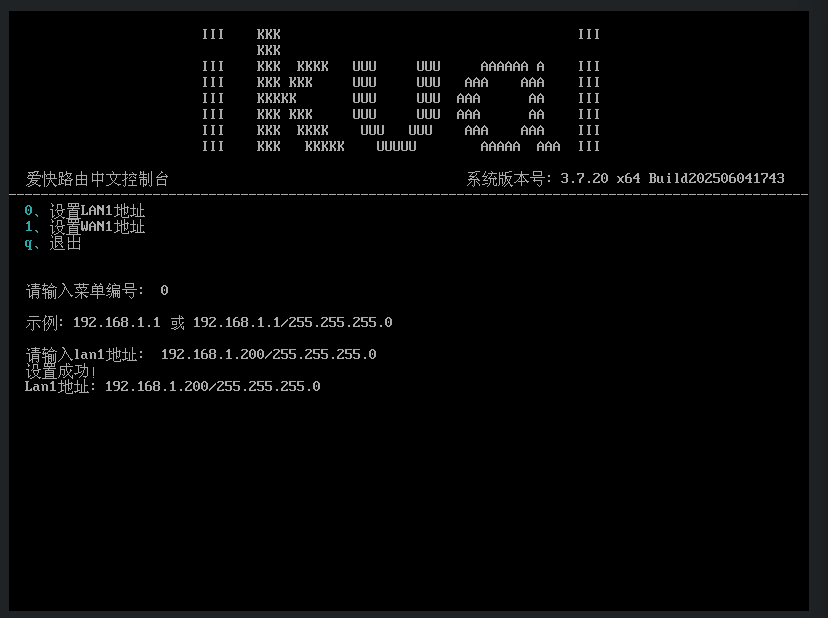 III    KKK                                     III
       KKK
III    KKK  KKKK   UUU     UUU     AAAAAA A    III
III    KKK KKK     UUU     UUU   AAA    AAA    III
III    KKKKK       UUU     UUU  AAA      AA    III
III    KKK KKK     UUU     UUU  AAA      AA    III
III    KKK  KKKK    UUU   UUU    AAA    AAA    III
III    KKK   KKKKK    UUUUU        AAAAA  AAA  III
爱快路由中文控制台 系统版本号: 3.7.20 x64 Build202506041743
0、设置LAN1地址
1、设置WAN1地址
q、退出
请输入菜单编号:  0
示例: 192.168.1.1 或 192.168.1.1/255.255.255.0
请输入lan1地址:  192.168.1.200/255.255.255.0
设置成功!
Lan1地址: 192.168.1.200/255.255.255.0